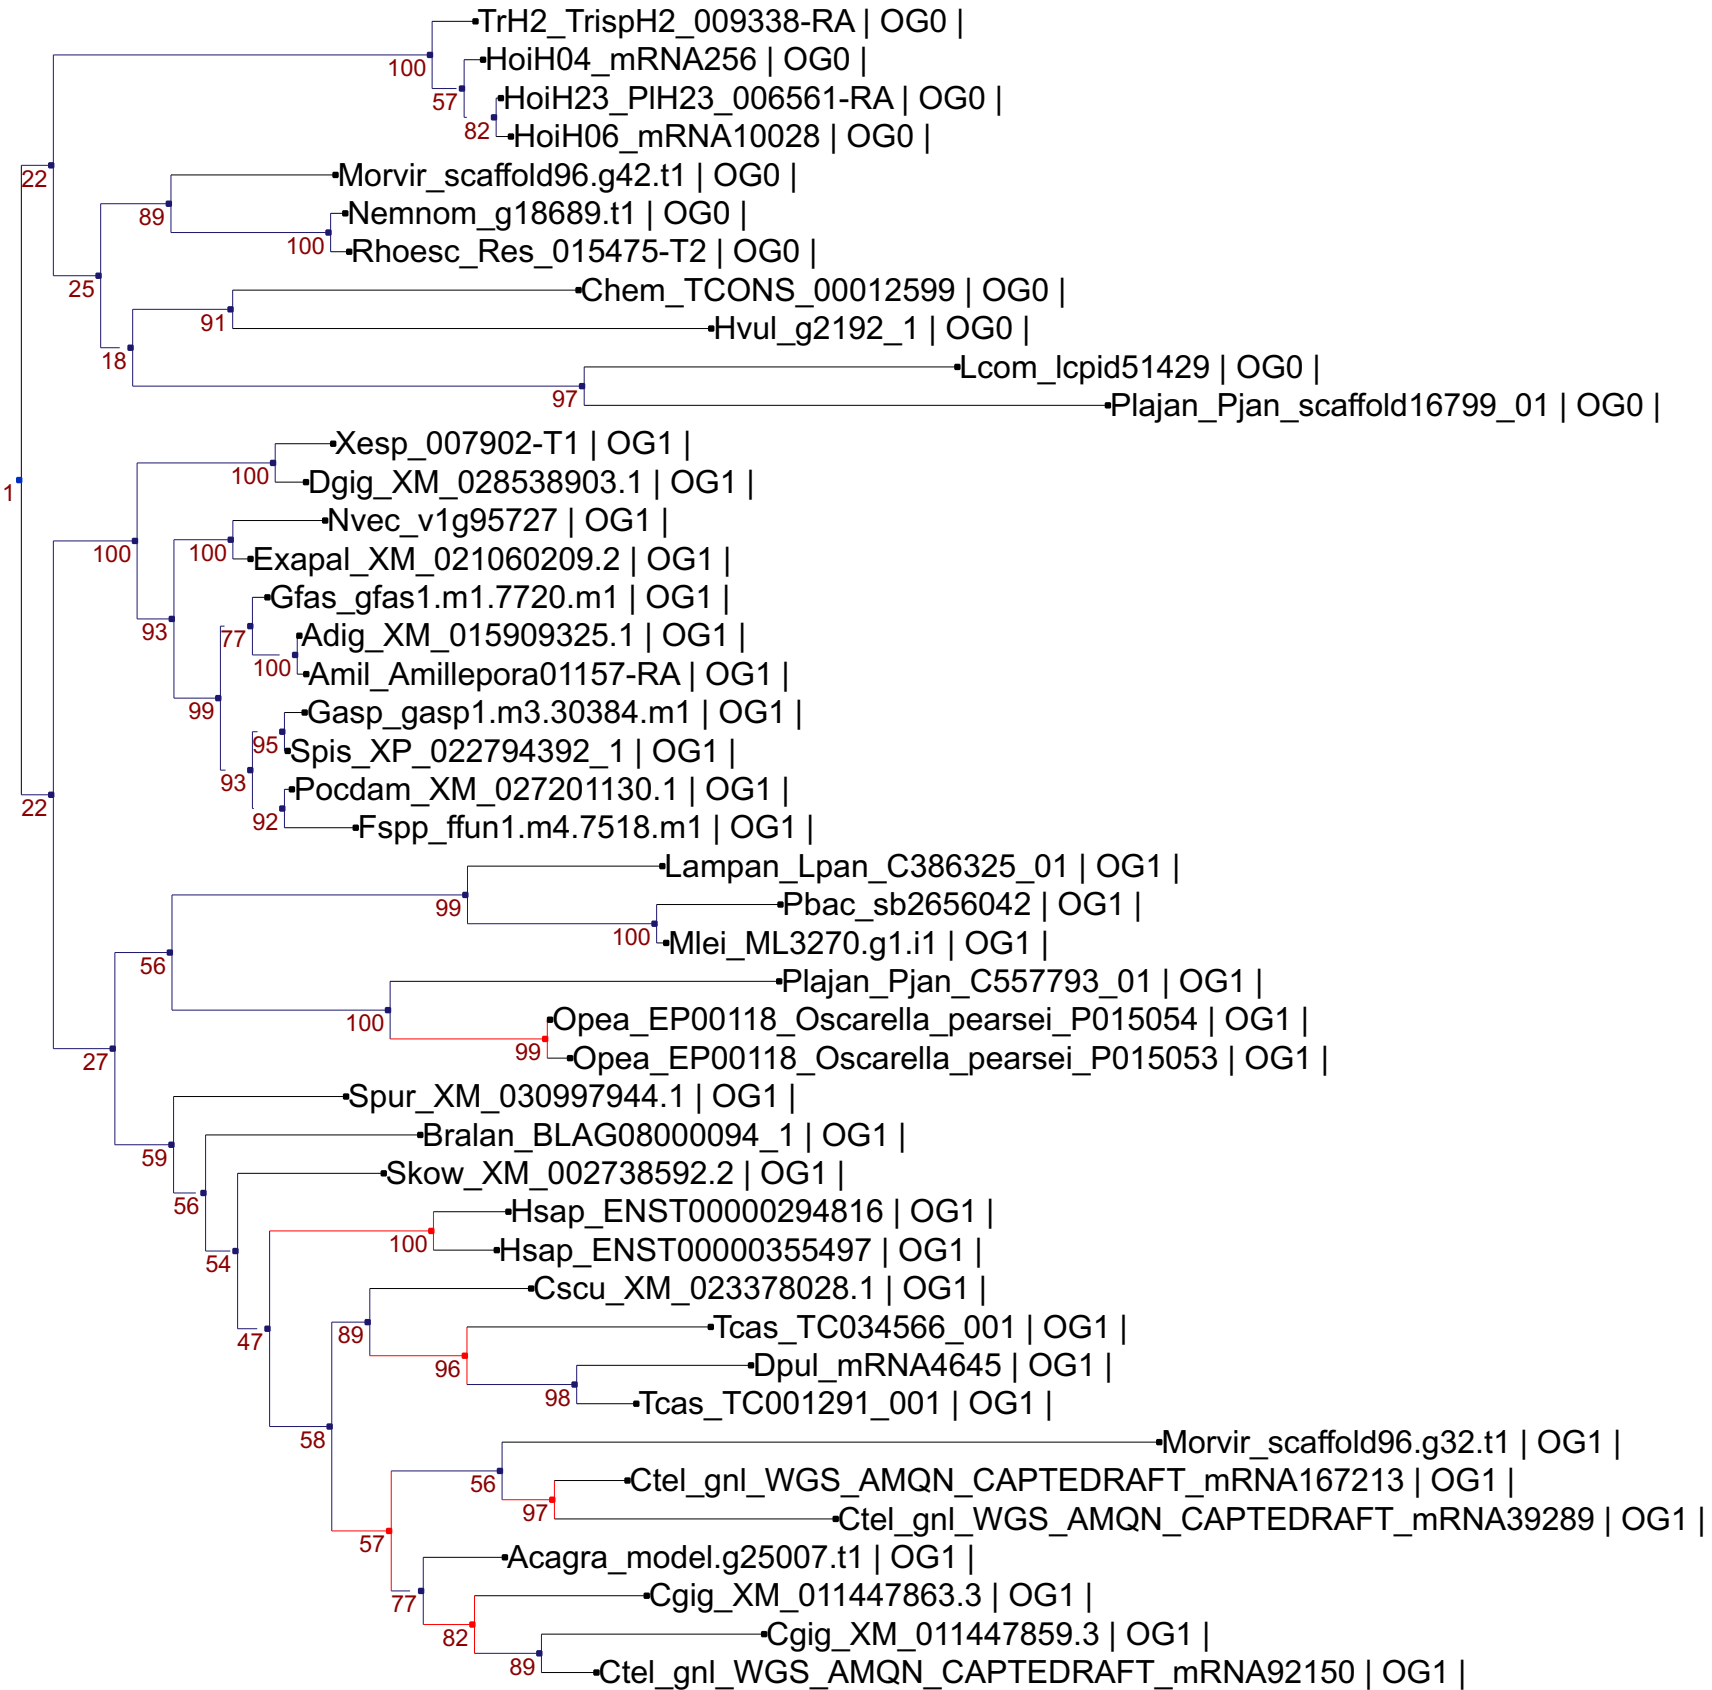 TrH2_TrispH2_009338-RA | OG0 |
HoiH04_mRNA256 | OG0 |
100
57
HoiH23_PlH23_006561-RA | OG0 |
82
HoiH06_mRNA10028 | OG0 |
22
Morvir_scaffold96.g42.t1 | OG0 |
89
Nemnom_g18689.t1 | OG0 |
100
Rhoesc_Res_015475-T2 | OG0 |
25
Chem_TCONS_00012599 | OG0 |
91
Hvul_g2192_1 | OG0 |
18
Lcom_lcpid51429 | OG0 |
97
Plajan_Pjan_scaffold16799_01 | OG0 |
Xesp_007902-T1 | OG1 |
100
Dgig_XM_028538903.1 | OG1 |
1
Nvec_v1g95727 | OG1 |
100
100
Exapal_XM_021060209.2 | OG1 |
Gfas_gfas1.m1.7720.m1 | OG1 |
93
77
Adig_XM_015909325.1 | OG1 |
100
Amil_Amillepora01157-RA | OG1 |
99
Gasp_gasp1.m3.30384.m1 | OG1 |
95
Spis_XP_022794392_1 | OG1 |
93
Pocdam_XM_027201130.1 | OG1 |
22
92
Fspp_ffun1.m4.7518.m1 | OG1 |
Lampan_Lpan_C386325_01 | OG1 |
99
Pbac_sb2656042 | OG1 |
100
Mlei_ML3270.g1.i1 | OG1 |
56
Plajan_Pjan_C557793_01 | OG1 |
100
Opea_EP00118_Oscarella_pearsei_P015054 | OG1 |
99
Opea_EP00118_Oscarella_pearsei_P015053 | OG1 |
27
Spur_XM_030997944.1 | OG1 |
Bralan_BLAG08000094_1 | OG1 |
59
Skow_XM_002738592.2 | OG1 |
56
Hsap_ENST00000294816 | OG1 |
100
Hsap_ENST00000355497 | OG1 |
54
Cscu_XM_023378028.1 | OG1 |
47
89
Tcas_TC034566_001 | OG1 |
96
Dpul_mRNA4645 | OG1 |
98
Tcas_TC001291_001 | OG1 |
58
Morvir_scaffold96.g32.t1 | OG1 |
56
Ctel_gnl_WGS_AMQN_CAPTEDRAFT_mRNA167213 | OG1 |
97
Ctel_gnl_WGS_AMQN_CAPTEDRAFT_mRNA39289 | OG1 |
57
Acagra_model.g25007.t1 | OG1 |
77
Cgig_XM_011447863.3 | OG1 |
82
Cgig_XM_011447859.3 | OG1 |
89
Ctel_gnl_WGS_AMQN_CAPTEDRAFT_mRNA92150 | OG1 |